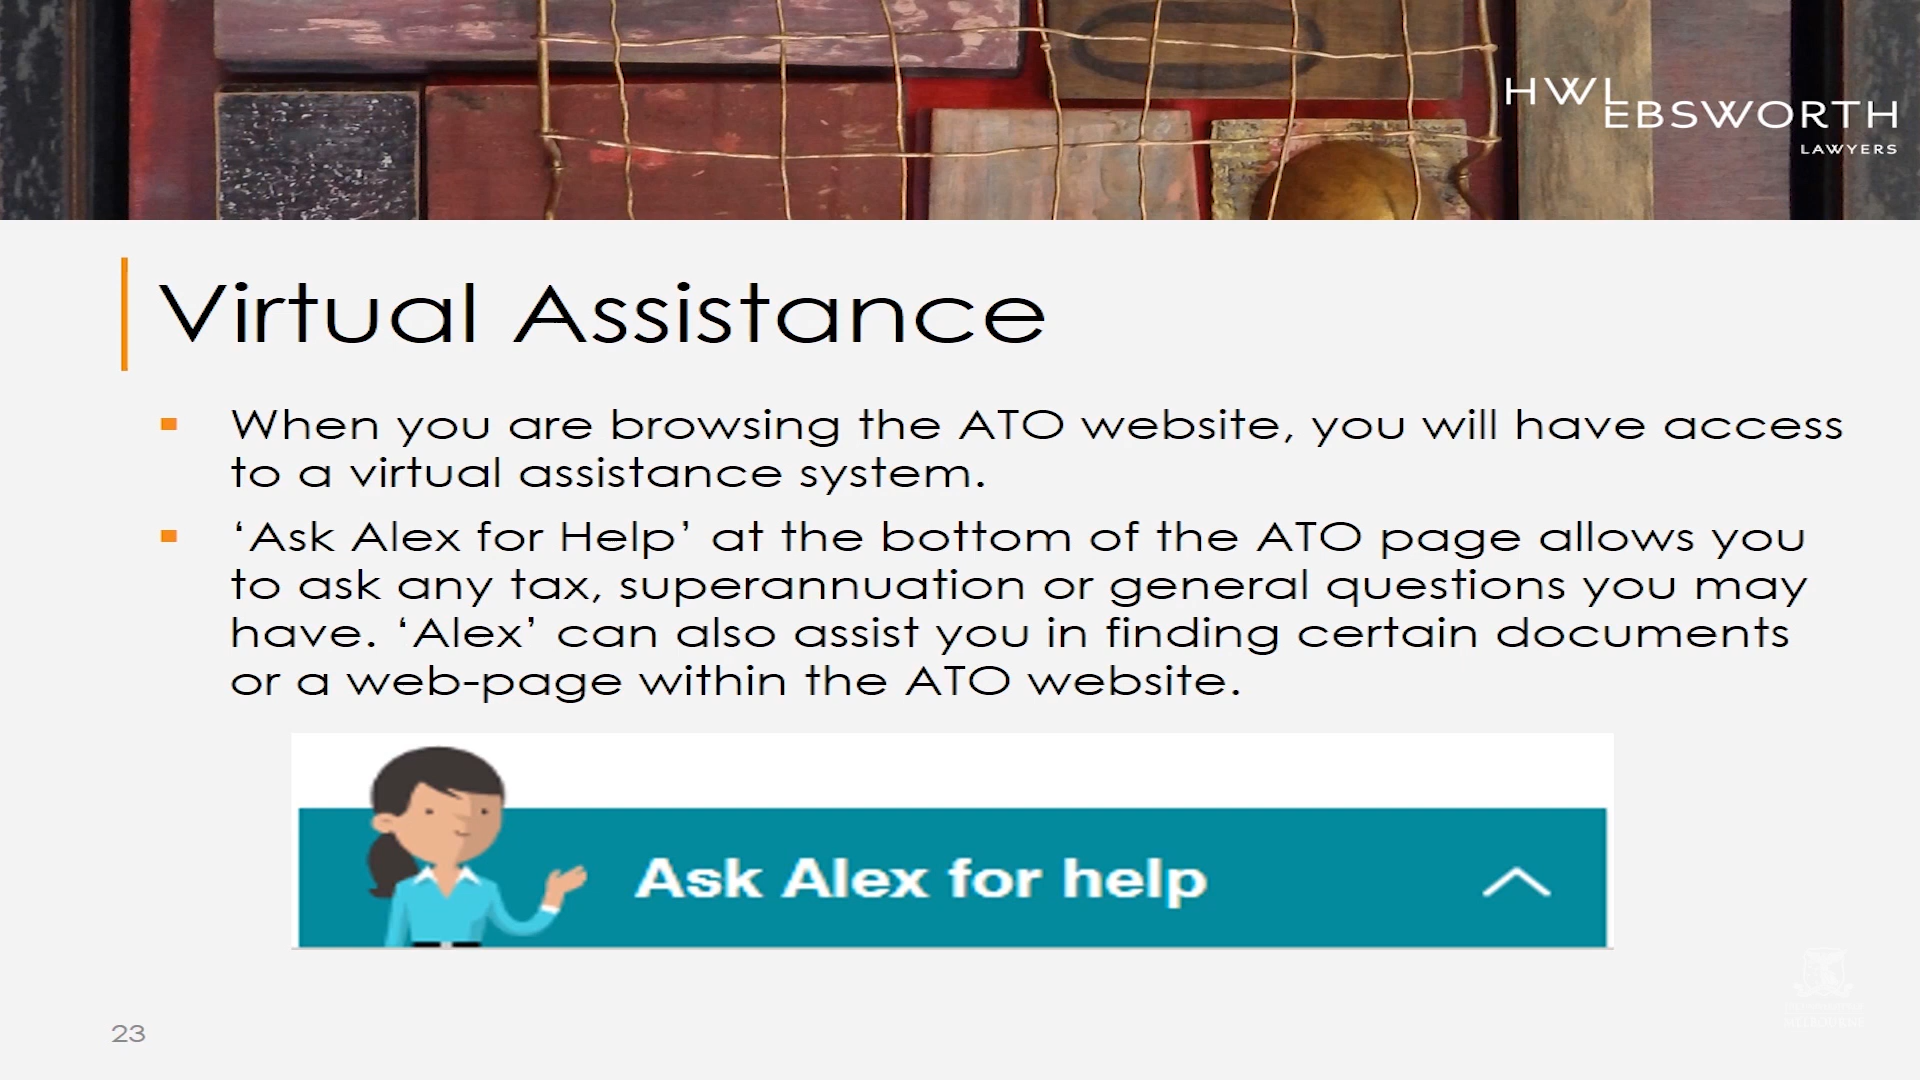 HWL
EBSWORTH
LAWYERS
Virtual Assistance
When you are browsing the ATO website, you will have access
to a virtual assistance system.
‘Ask Alex for Help’ at the bottom of the ATO page allows you
to ask any tax, superannuation or general questions you may
have. ‘Alex’ can also assist you in finding certain documents
or a web-page within the ATO website.
Ask Alex for help
23
MELBOURNE